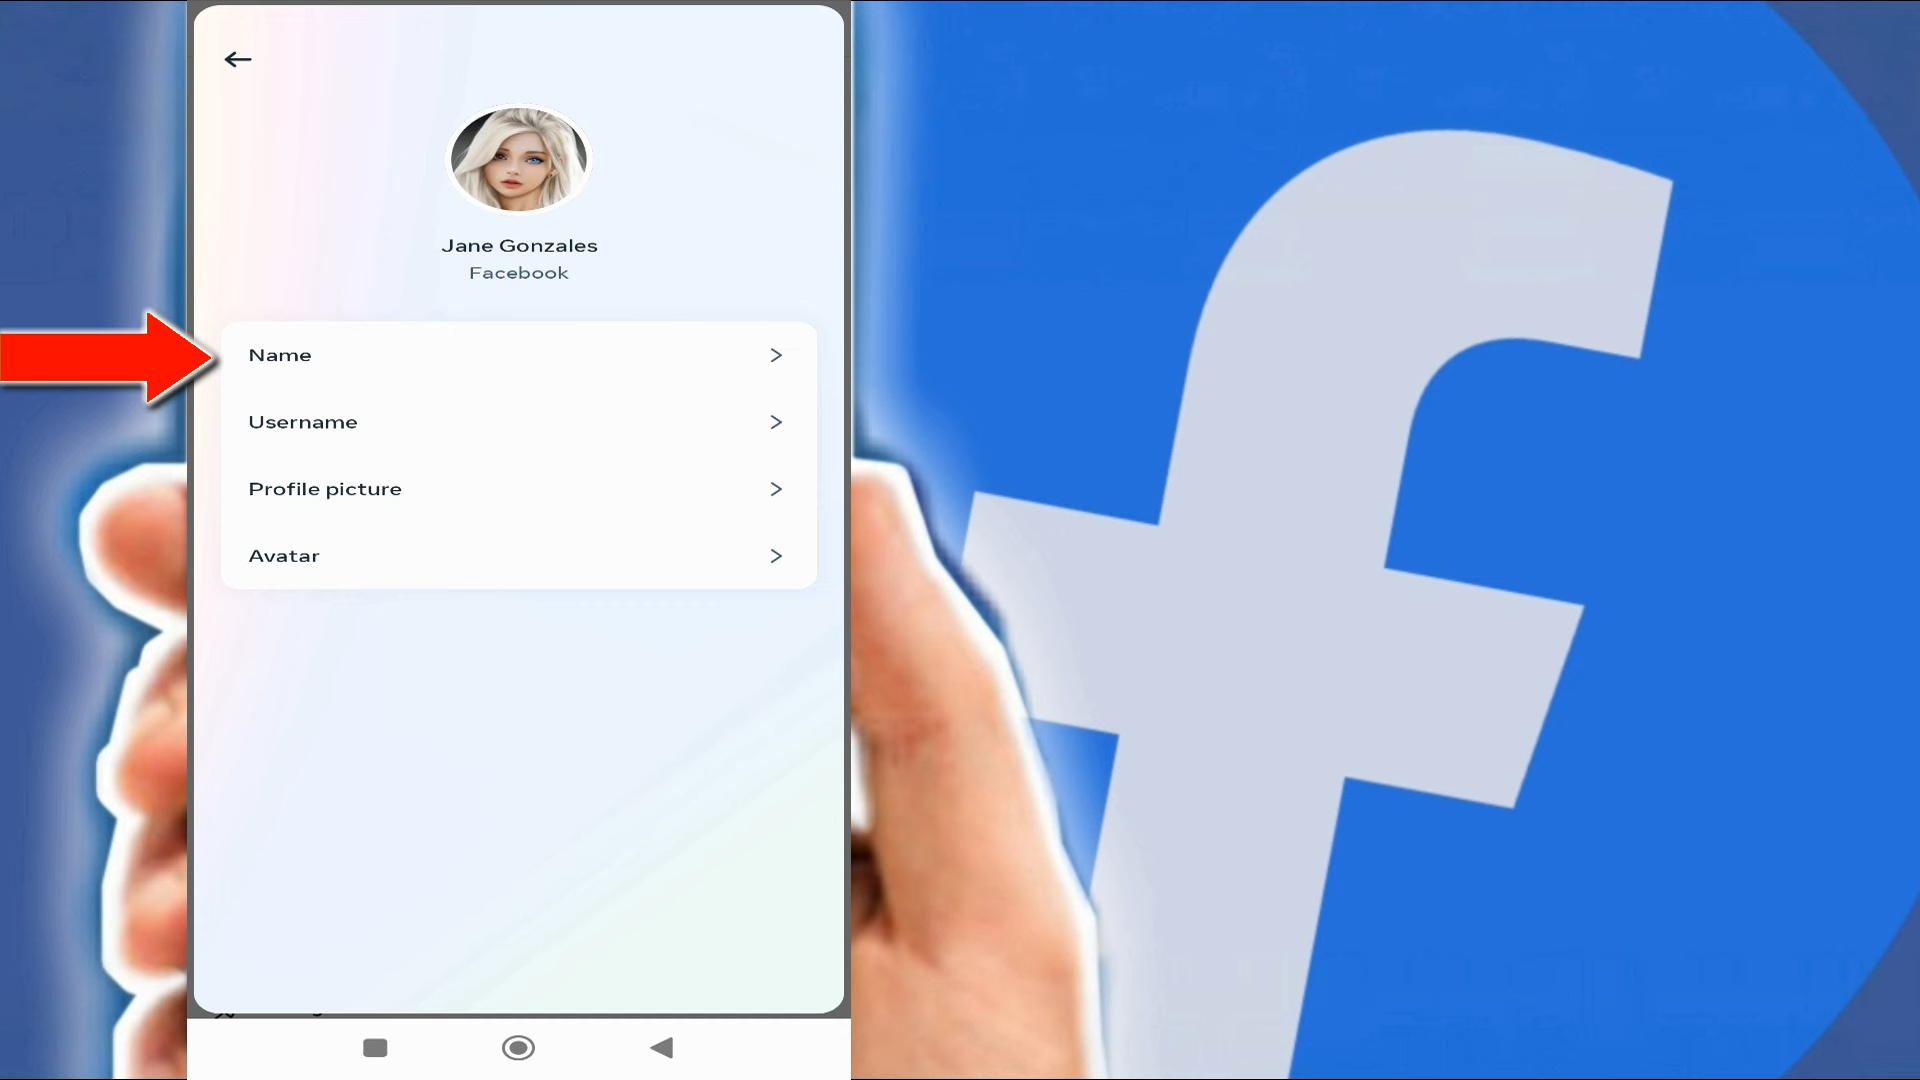 Jane Gonzales
Facebook
Name
Username
Profile picture
Avatar